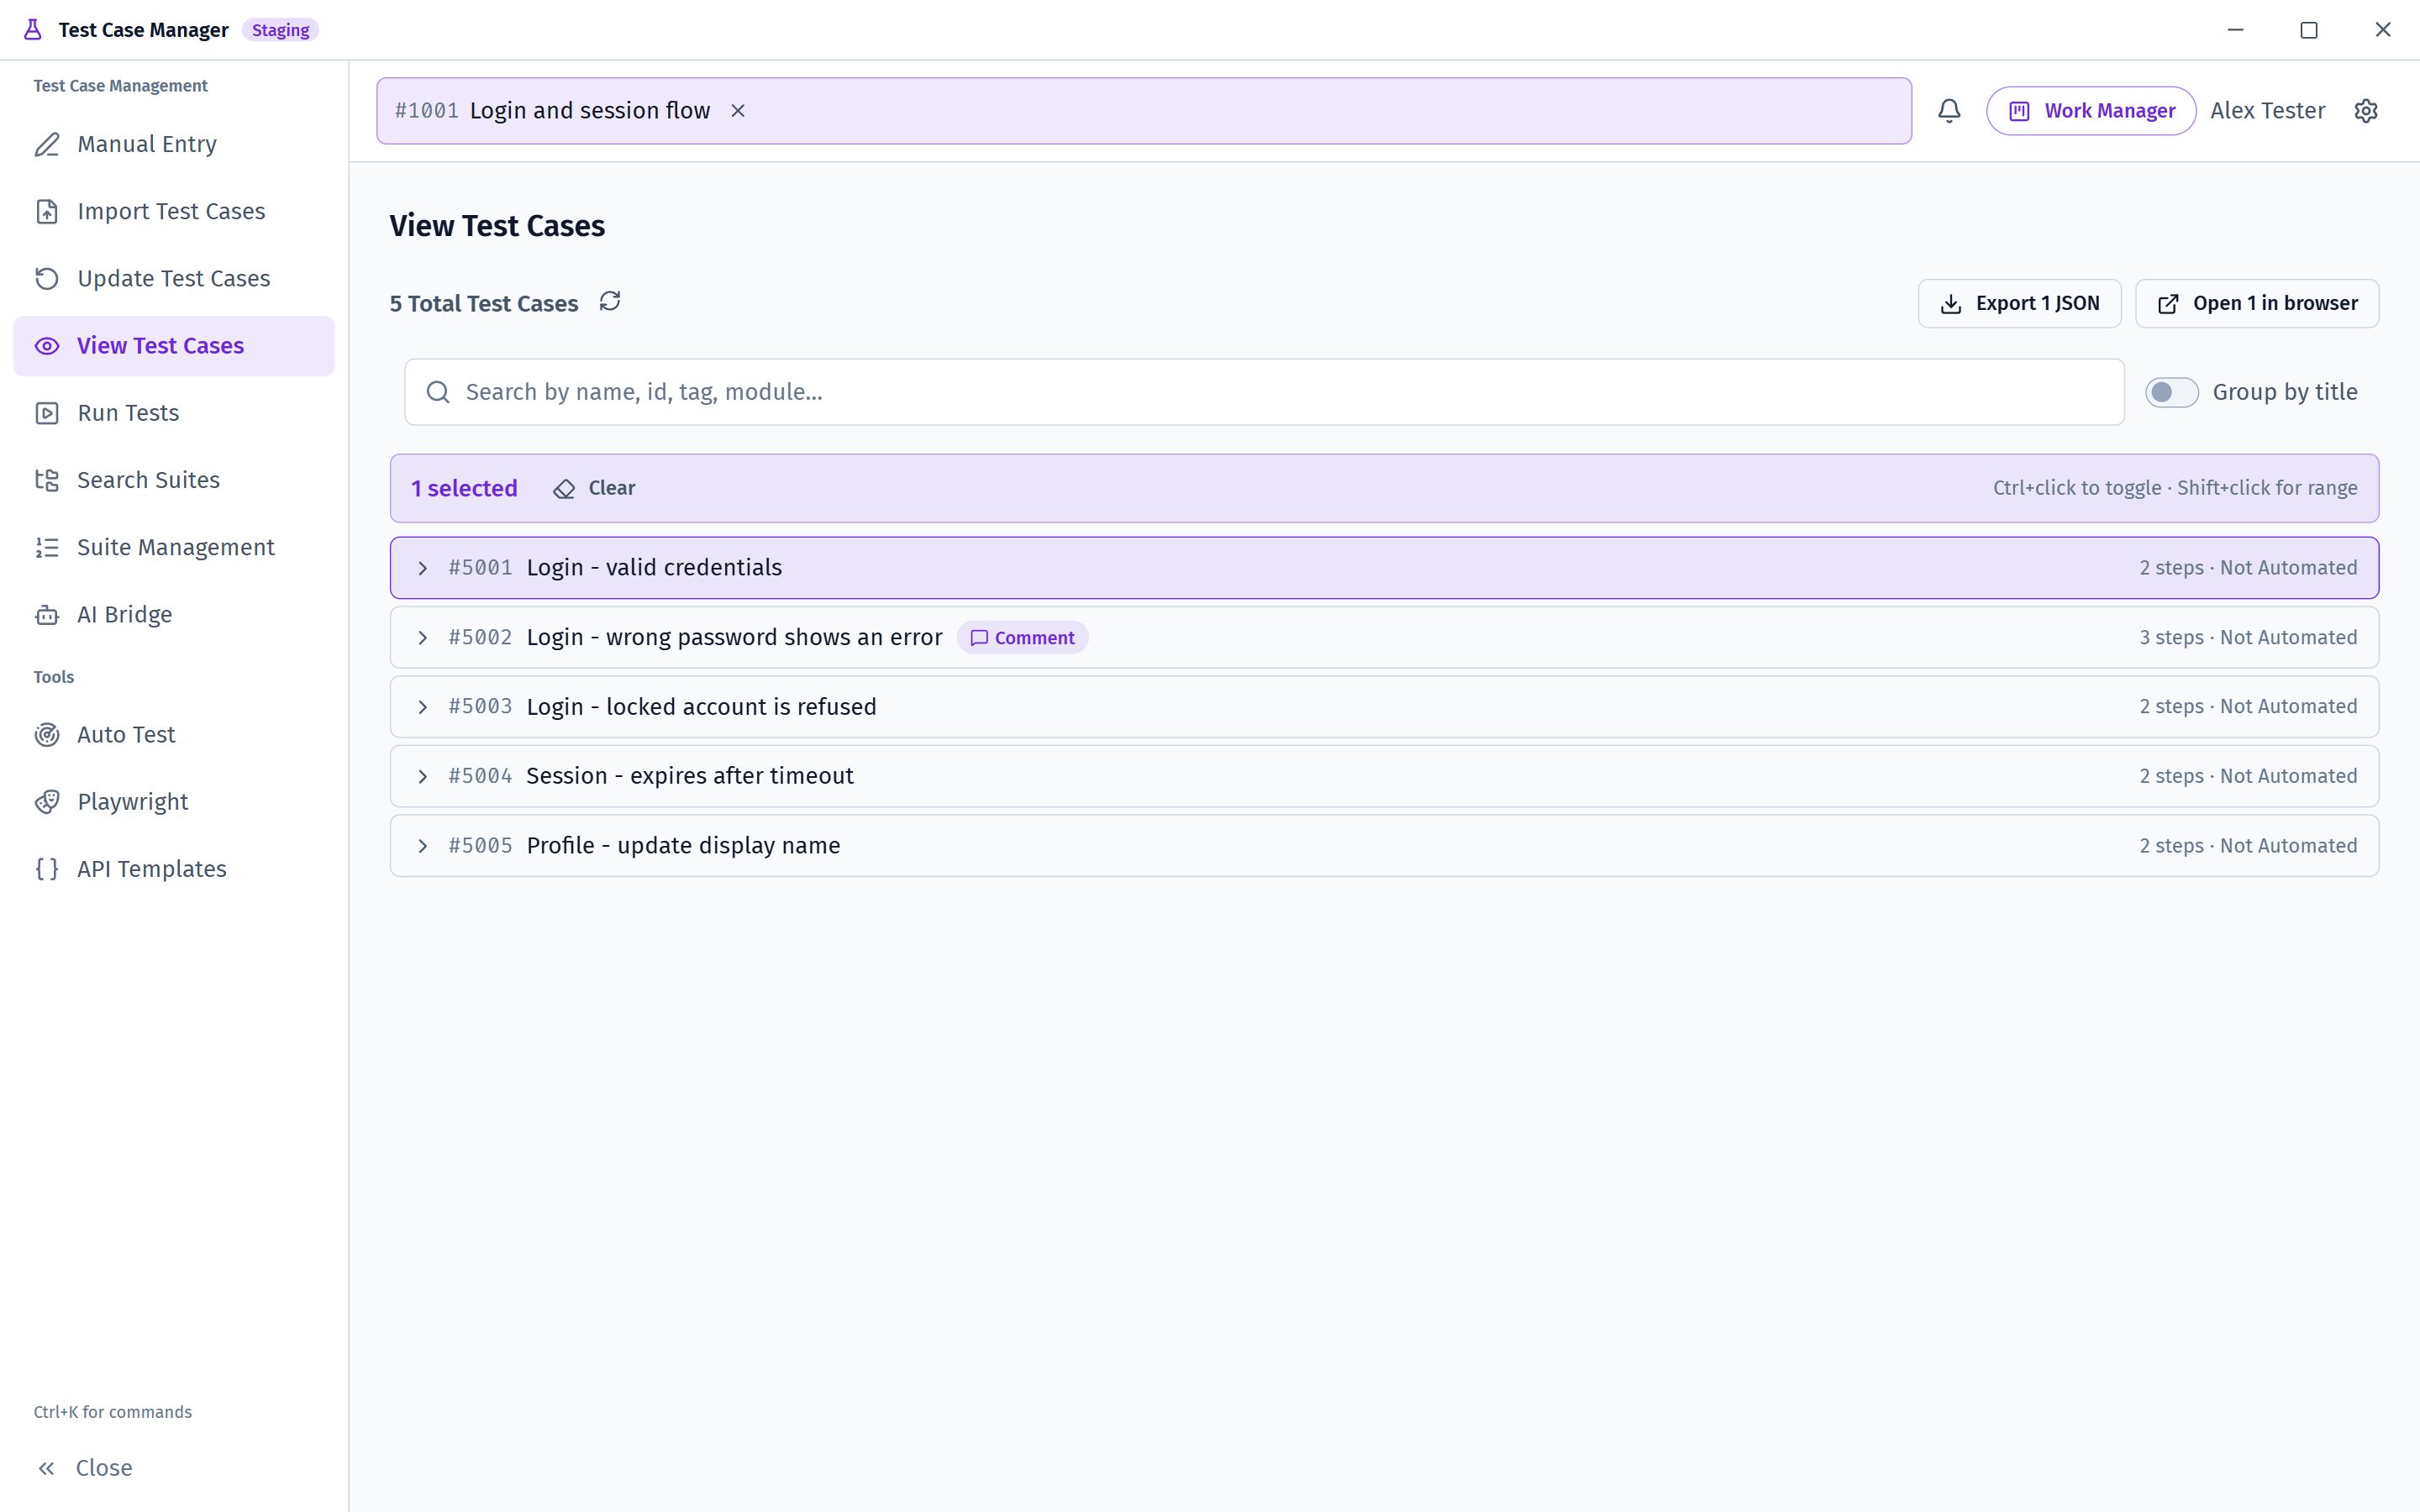 Test Case Manager Staging
Test Case Management
Manual Entry
Import Test Cases
Update Test Cases
View Test Cases
Run Tests
Search Suites
Suite Management
AI Bridge
Tools
Auto Test
Playwright
API Templates
Ctrl+K for commands
Close
#1001 Login and session flow
Work Manager
Alex Tester
View Test Cases
5 Total Test Cases
Export 1 JSON
Open 1 in browser
Search by name, id, tag, module...
Group by title
1 selected
Clear
Ctrl+click to toggle · Shift+click for range
#5001 Login - valid credentials 2 steps · Not Automated
#5002 Login - wrong password shows an error Comment 3 steps · Not Automated
#5003 Login - locked account is refused 2 steps · Not Automated
#5004 Session - expires after timeout 2 steps · Not Automated
#5005 Profile - update display name 2 steps · Not Automated